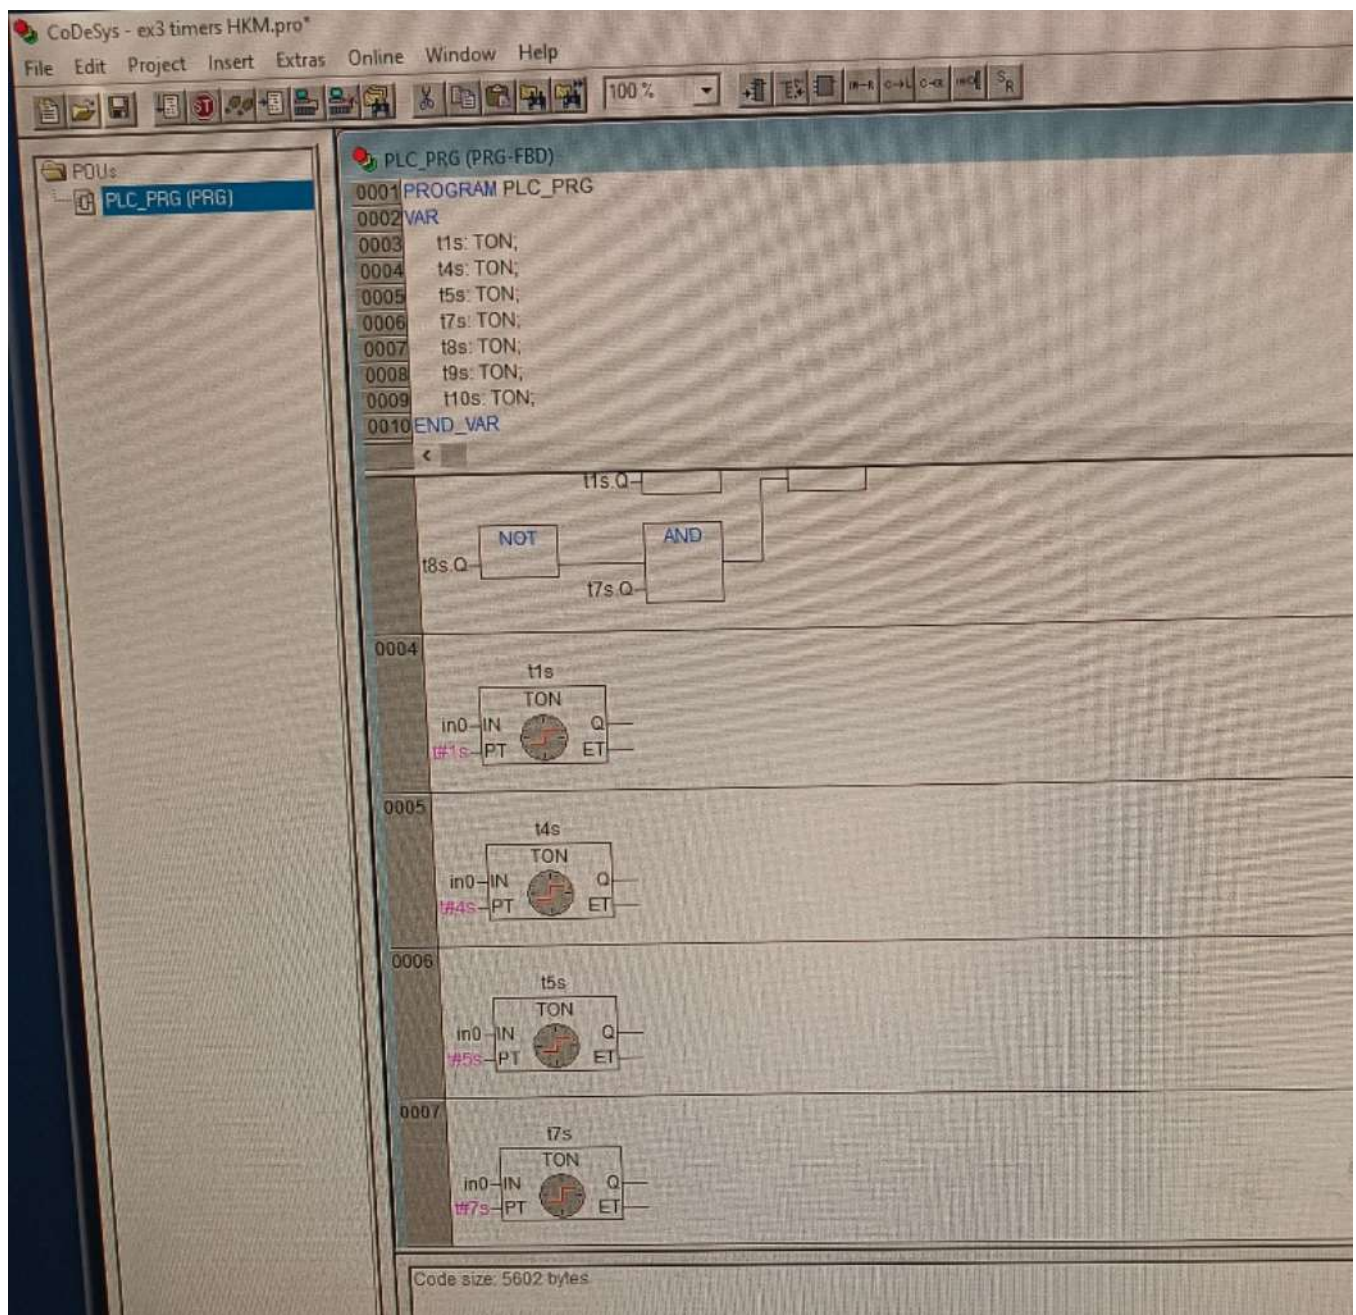 CoDeSys - ex3 timers HKM.pro*
File Edit Project Insert Extras Online Window Help
100 %
POUs
PLC_PRG (PRG)
PLC_PRG (PRG-FBD)
0001 PROGRAM PLC_PRG
0002 VAR
0003 t1s: TON;
0004 t4s: TON;
0005 t5s: TON;
0006 t7s: TON;
0007 t8s: TON;
0008 t9s: TON;
0009 t10s: TON;
0010 END_VAR
t1s.Q
NOT AND
t8s.Q
t7s.Q
0004
t1s
TON
in0 IN Q
t#1s PT ET
0005
t4s
TON
in0 IN Q
t#4s PT ET
0006
t5s
TON
in0 IN Q
t#5s PT ET
0007
t7s
TON
in0 IN Q
t#7s PT ET
Code size: 5602 bytes